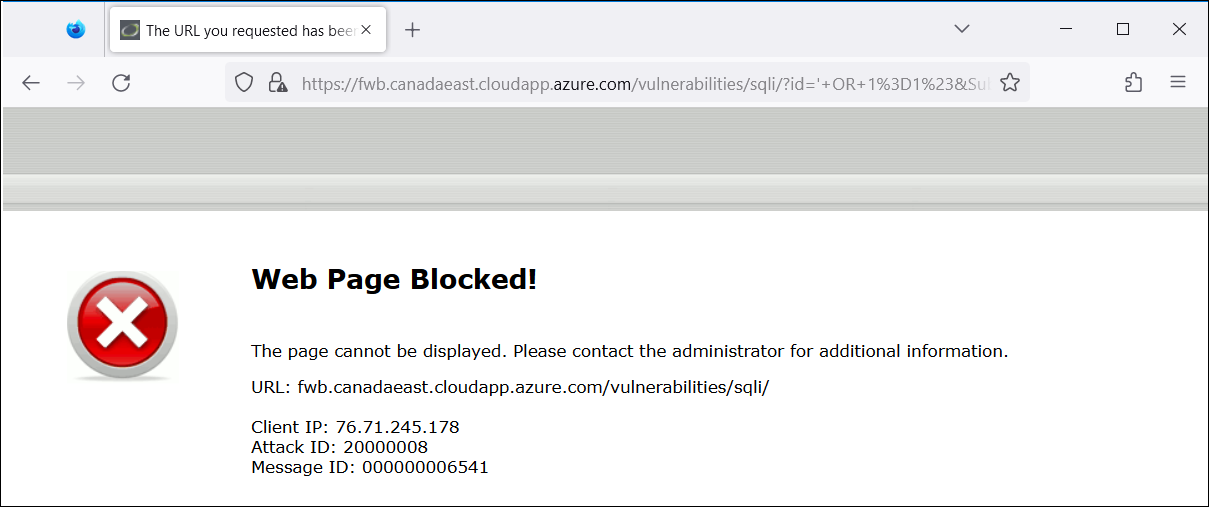 The URL you requested has been
https://fwb.canadaeast.cloudapp.azure.com/vulnerabilities/sqli/?id='+OR+1%3D1%23&Su
Web Page Blocked!
The page cannot be displayed. Please contact the administrator for additional information.
URL: fwb.canadaeast.cloudapp.azure.com/vulnerabilities/sqli/
Client IP: 76.71.245.178
Attack ID: 20000008
Message ID: 000000006541